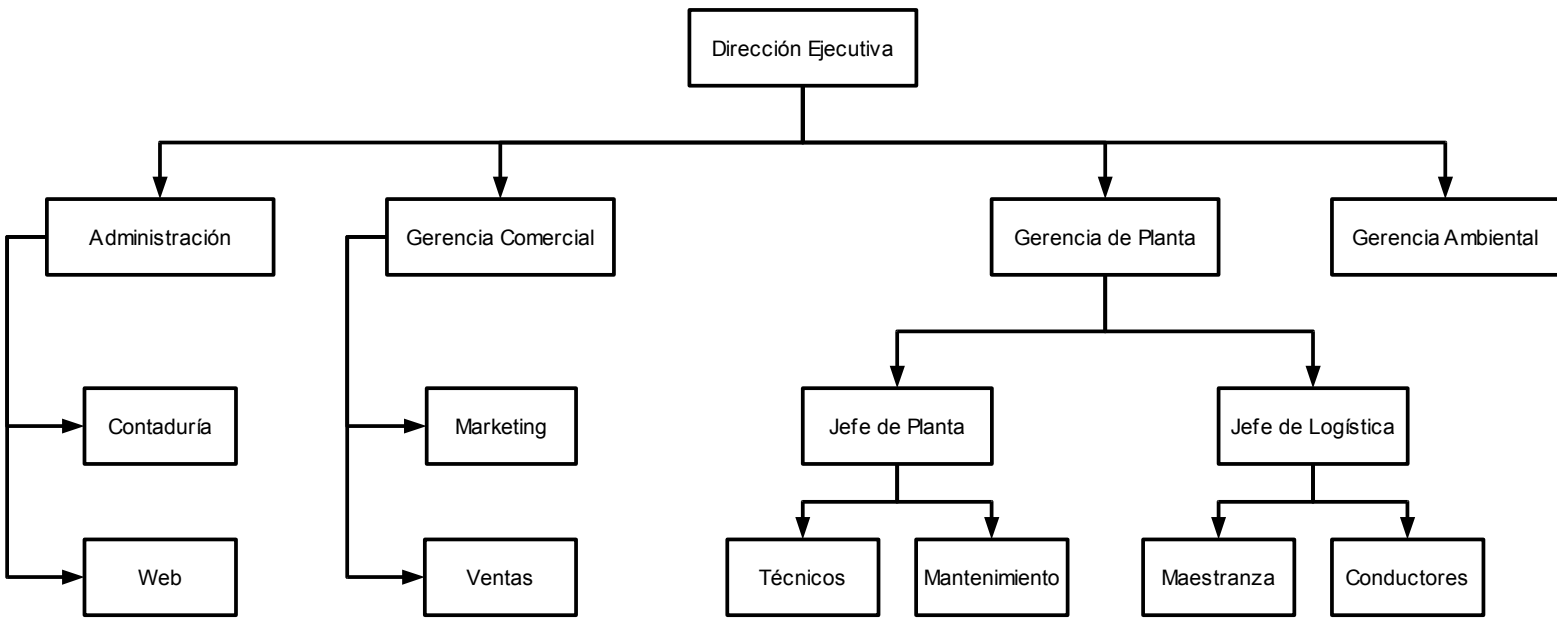 Dirección Ejecutiva
Administración
Gerencia Comercial
Gerencia de Planta
Gerencia Ambiental
Contaduría
Marketing
Jefe de Planta
Jefe de Logística
Web
Ventas
Técnicos
Mantenimiento
Maestranza
Conductores